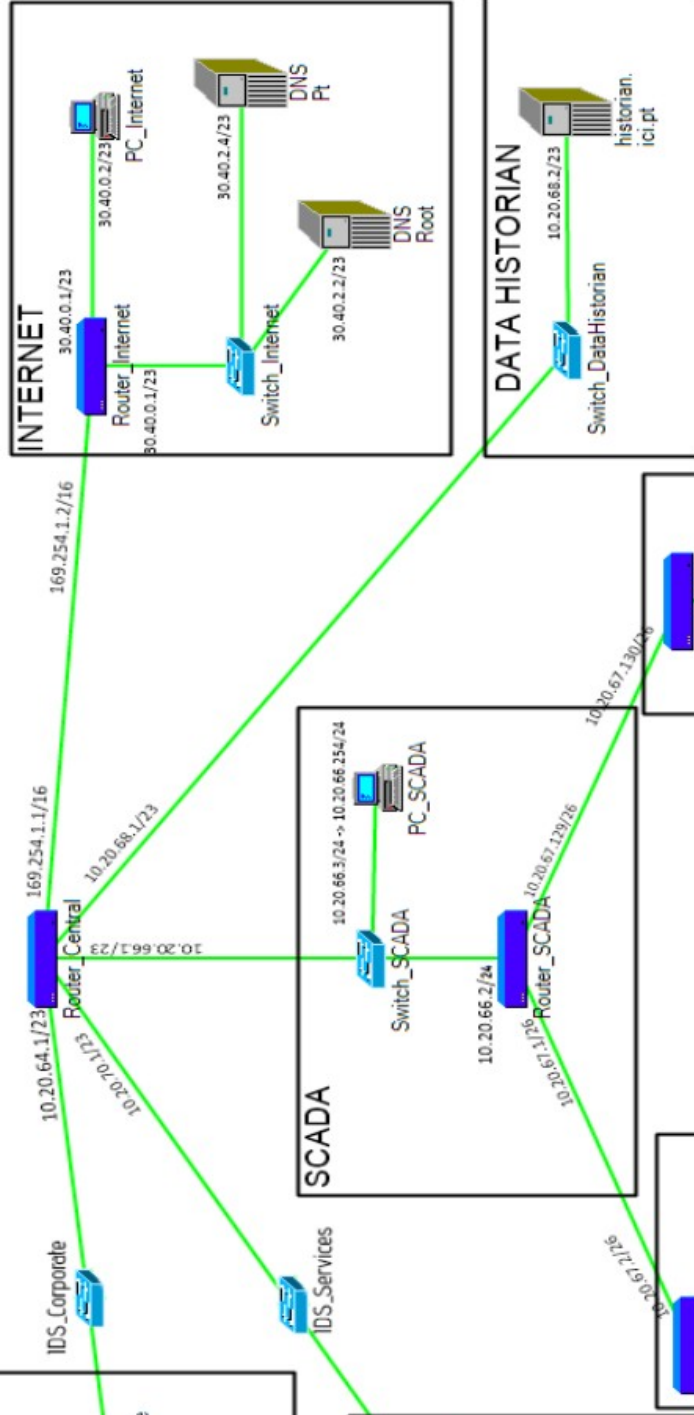 IDS_Corporate
10.20.64.1/23
169.254.1.1/16
Router_Central
10.20.70.1/23
10.20.68.1/23
10.20.66.1/23
IDS_Services
169.254.1.2/16
INTERNET
30.40.0.1/23
Router_Internet
30.40.0.1/23
30.40.0.2/23
PC_Internet
Switch_Internet
30.40.2.4/23
DNS
Pt
30.40.2.2/23
DNS
Root
SCADA
10.20.66.3/24 -> 10.20.66.254/24
Switch_SCADA
PC_SCADA
10.20.66.2/24
Router_SCADA
10.20.67.1/26
10.20.67.129/26
10.20.67.2/26
10.20.67.130/26
DATA HISTORIAN
10.20.68.2/23
Switch_DataHistorian
historian.
ici.pt